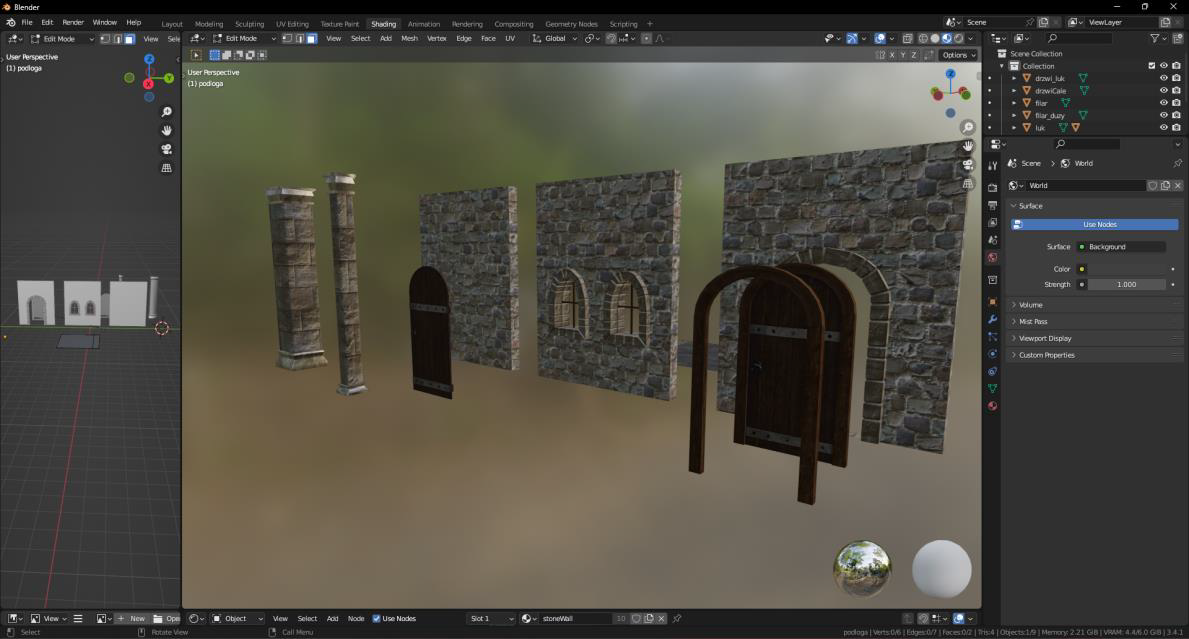 Blender
File Edit Render Window Help
Layout Modeling Sculpting UV Editing Texture Paint Shading Animation Rendering Compositing Geometry Nodes Scripting +
Scene
ViewLayer
Edit Mode
View
Sele
Edit Mode View Select Add Mesh Vertex Edge Face UV
Global
X Y Z Options
User Perspective
(1) podloga
User Perspective
(1) podloga
Z
Y
X
Z
Scene Collection
Collection
drzwi_luk
drzwiCale
filar
filar_duzy
luk
Scene > World
World
Surface
Use Nodes
Surface Background
Color
Strength 1.000
Volume
Mist Pass
Viewport Display
Custom Properties
View
+ New
Open
Object View Select Add Node Use Nodes
Slot 1
stoneWall
10
Select Rotate View Call Menu
podloga | Verts:0/6 | Edges:0/7 | Faces:0/2 | Tris:4 | Objects:1/9 | Memory: 2.21 GiB | VRAM: 4.4/6.0 GiB | 3.4.1